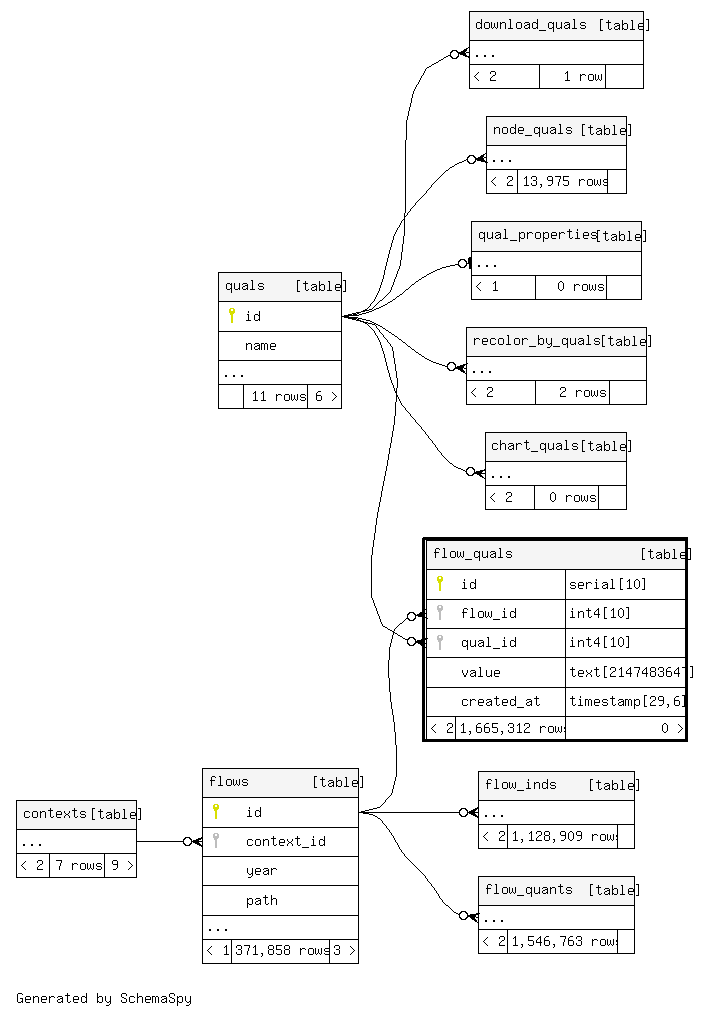 download_quals [table]
...
< 2 1 row
node_quals [table]
...
< 2 13,975 rows
qual_properties [table]
...
< 1 0 rows
quals [table]
id
name
...
11 rows 6 >
recolor_by_quals [table]
...
< 2 2 rows
chart_quals [table]
...
< 2 0 rows
flow_quals [table]
id serial[10]
flow_id int4[10]
qual_id int4[10]
value text[2147483647]
created_at timestamp[29,6]
< 2 1,665,312 rows 0 >
flows [table]
id
context_id
year
path
...
< 1 371,858 rows 3 >
contexts [table]
...
< 2 7 rows 9 >
flow_inds [table]
...
< 2 1,128,909 rows
flow_quants [table]
...
< 2 1,546,763 rows
Generated by SchemaSpy